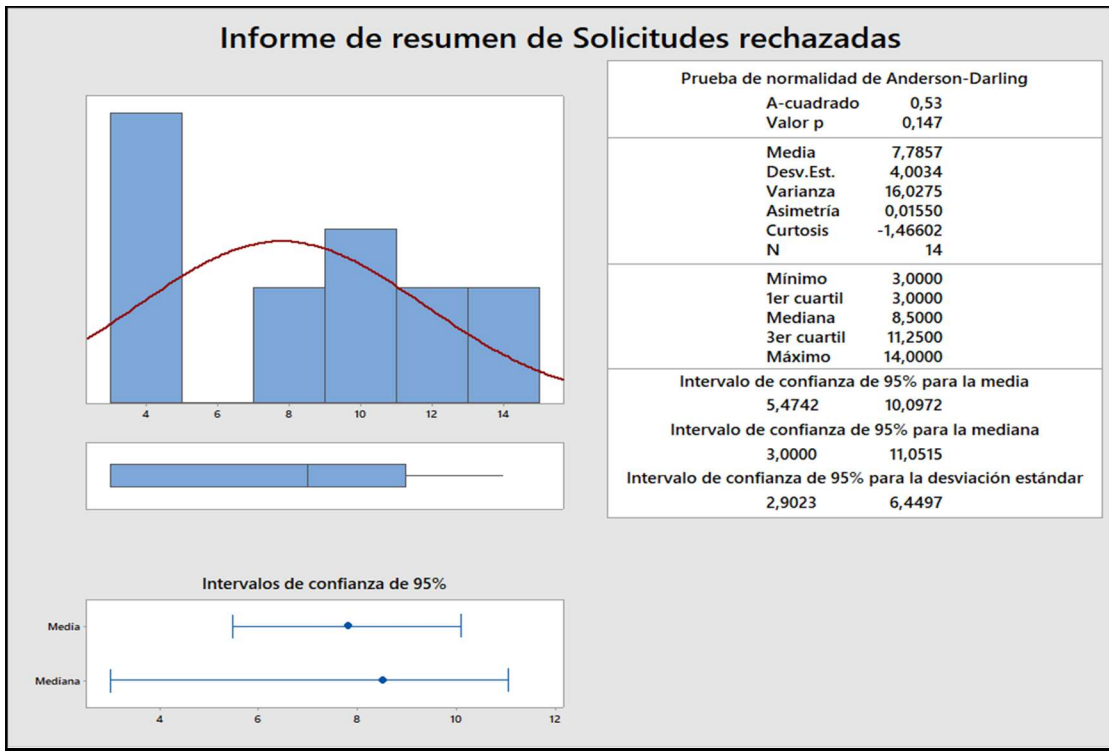 Informe de resumen de Solicitudes rechazadas
4 6 8 10 12 14
Intervalos de confianza de 95%
Media
Mediana
4 6 8 10 12
Prueba de normalidad de Anderson-Darling
A-cuadrado 0,53
Valor p 0,147
Media 7,7857
Desv.Est. 4,0034
Varianza 16,0275
Asimetría 0,01550
Curtosis -1,46602
N 14
Mínimo 3,0000
1er cuartil 3,0000
Mediana 8,5000
3er cuartil 11,2500
Máximo 14,0000
Intervalo de confianza de 95% para la media
5,4742 10,0972
Intervalo de confianza de 95% para la mediana
3,0000 11,0515
Intervalo de confianza de 95% para la desviación estándar
2,9023 6,4497